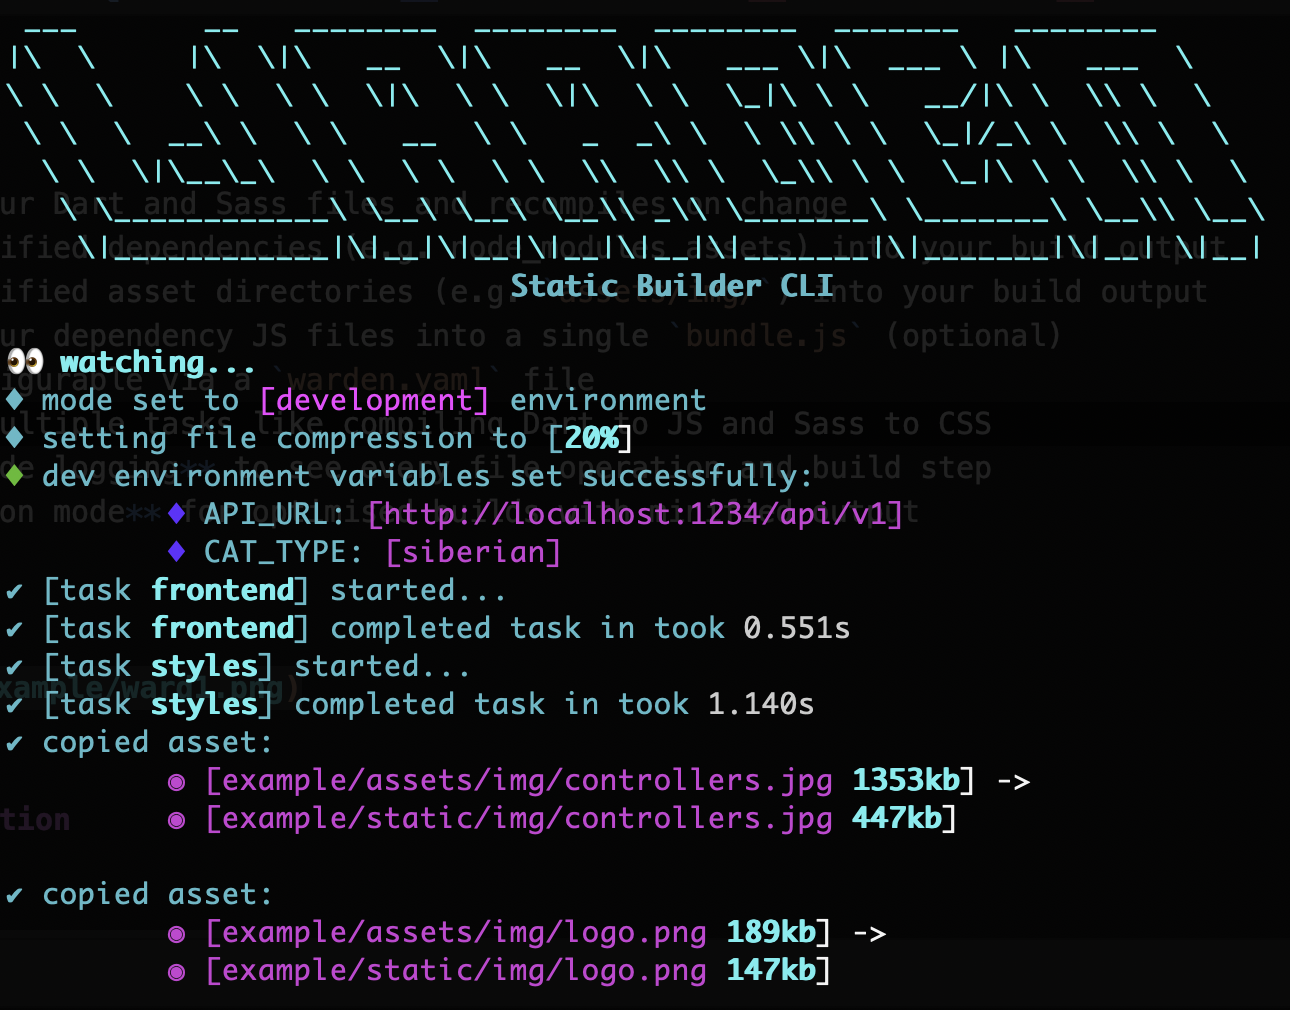 Static Builder CLI
👀 watching...
♦ mode set to [development] environment
♦ setting file compression to [20%]
♦ dev environment variables set successfully:
♦ API_URL: [http://localhost:1234/api/v1]
♦ CAT_TYPE: [siberian]
✔ [task frontend] started...
✔ [task frontend] completed task in took 0.551s
✔ [task styles] started...
✔ [task styles] completed task in took 1.140s
✔ copied asset:
◉ [example/assets/img/controllers.jpg 1353kb] ->
◉ [example/static/img/controllers.jpg 447kb]
✔ copied asset:
◉ [example/assets/img/logo.png 189kb] ->
◉ [example/static/img/logo.png 147kb]